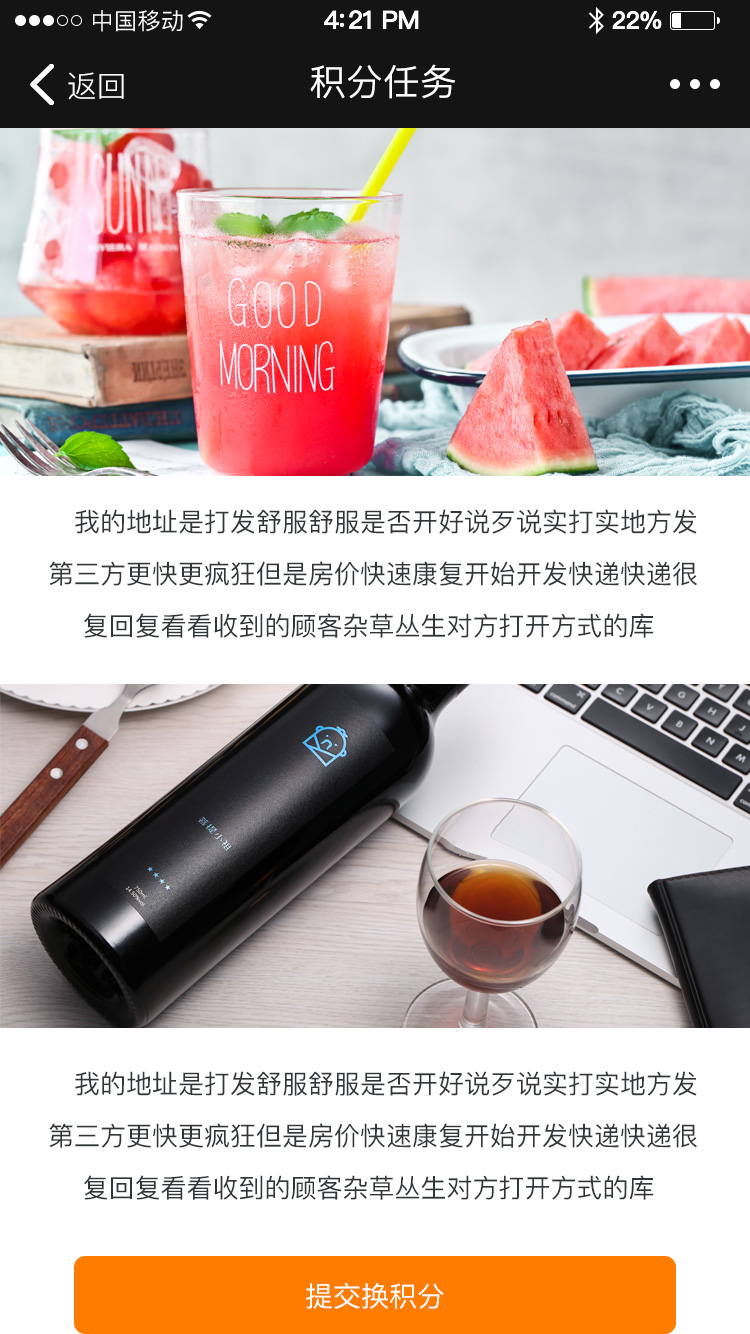 中国移动
4:21 PM
22%
返回
积分任务
SUN
RIVIERA
GOOD
MORNING
我的地址是打发舒服舒服是否开好说歹说实打实地方发
第三方更快更疯狂但是房价快速康复开始开发快递快递很
复回复看看收到的顾客杂草丛生对方打开方式的库
750ml
14.50%vol
command
我的地址是打发舒服舒服是否开好说歹说实打实地方发
第三方更快更疯狂但是房价快速康复开始开发快递快递很
复回复看看收到的顾客杂草丛生对方打开方式的库
提交换积分